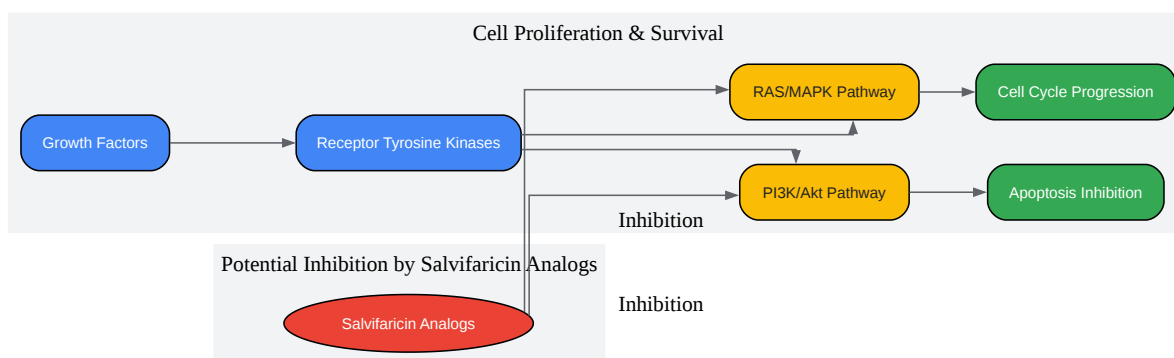 Cell Proliferation & Survival
Growth Factors
Receptor Tyrosine Kinases
RAS/MAPK Pathway
Cell Cycle Progression
PI3K/Akt Pathway
Apoptosis Inhibition
Inhibition
Potential Inhibition by Salvifaricin Analogs
Inhibition
Salvifaricin Analogs